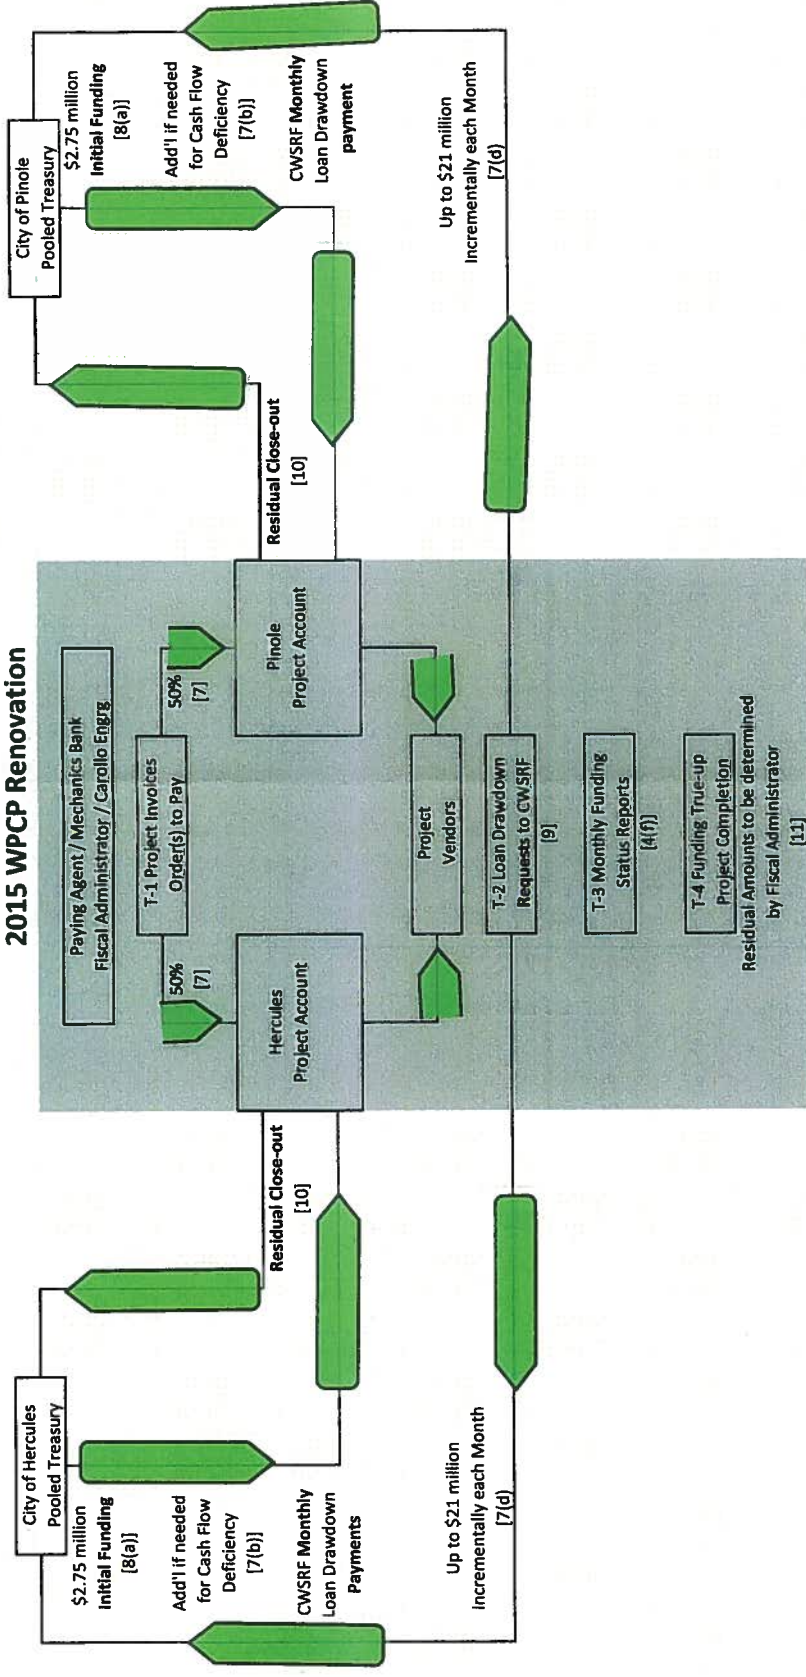 2015 WPCP Renovation
City of Hercules
Pooled Treasury
$2.75 million
Initial Funding
[8(a)]
Add'l if needed
for Cash Flow
Deficiency
[7(b)]
CWSRF Monthly
Loan Drawdown
Payments
Up to $21 million
Incrementally each Month
[7(d)]
Residual Close-out
[10]
Paying Agent / Mechanics Bank
Fiscal Administrator / Carollo Engrg
T-1 Project Invoices
Order(s) to Pay
50%
[7]
50%
[7]
Hercules
Project Account
Pinole
Project Account
Project
Vendors
T-2 Loan Drawdown
Requests to CWSRF
[9]
T-3 Monthly Funding
Status Reports
[4(f)]
T-4 Funding True-up
Project Completion
Residual Amounts to be determined
by Fiscal Administrator
[11]
Residual Close-out
[10]
City of Pinole
Pooled Treasury
$2.75 million
Initial Funding
[8(a)]
Add'l if needed
for Cash Flow
Deficiency
[7(b)]
CWSRF Monthly
Loan Drawdown
payment
Up to $21 million
Incrementally each Month
[7(d)]